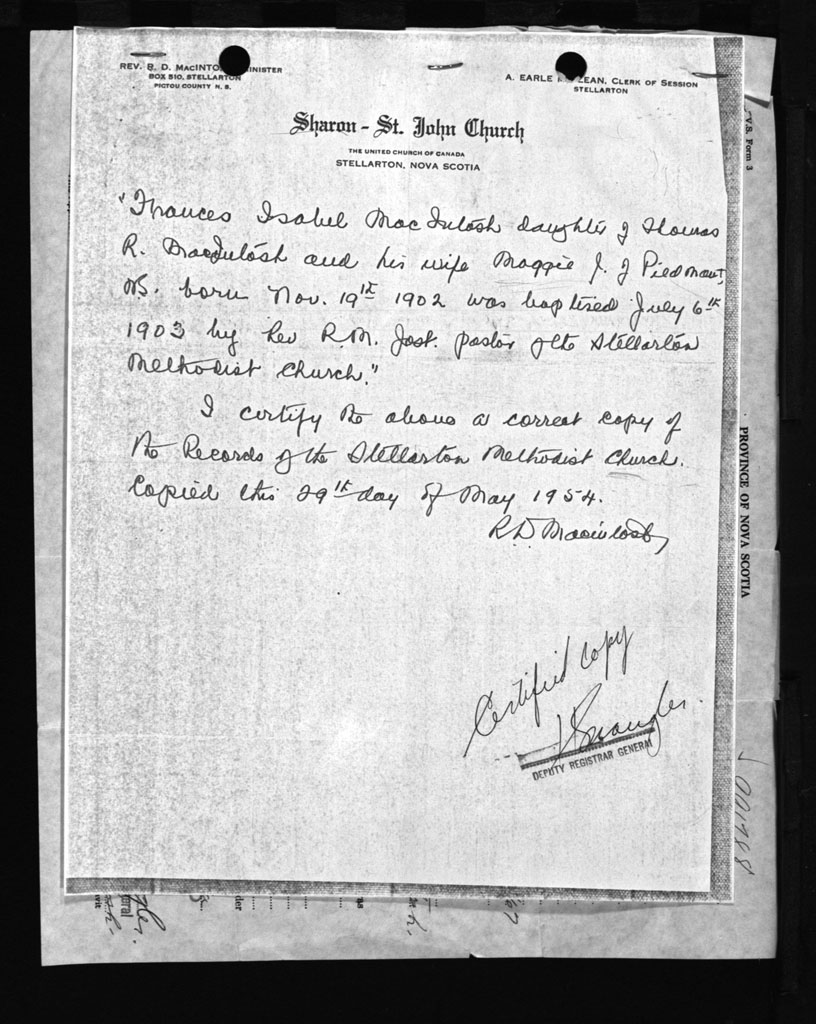 REV. R. D. MACINTO INISTER
BOX 510, STELLARTON
PICTOU COUNTY N. S.
A. EARLE ZEAN, CLERK OF SESSION
STELLARTON
Sharon - St. John Church
THE UNITED CHURCH OF CANADA
STELLARTON, NOVA SCOTIA
"Frances Isabel MacIntosh daughter of Thomas
R. MacIntosh and his wife Maggie J. of Piedmont,
N.S. born Nov. 19th 1902 was baptised July 6th
1903 by Rev R.M. Jost. pastor of the Stellarton
Methodist Church."
I certify the above a correct copy of
the Records of the Stellarton Methodist Church.
Copied this 29th day of May 1954.
R.D. MacIntosh
Certified Copy
DEPUTY REGISTRAR GENERAL
V.S. Form 3
PROVINCE OF NOVA SCOTIA